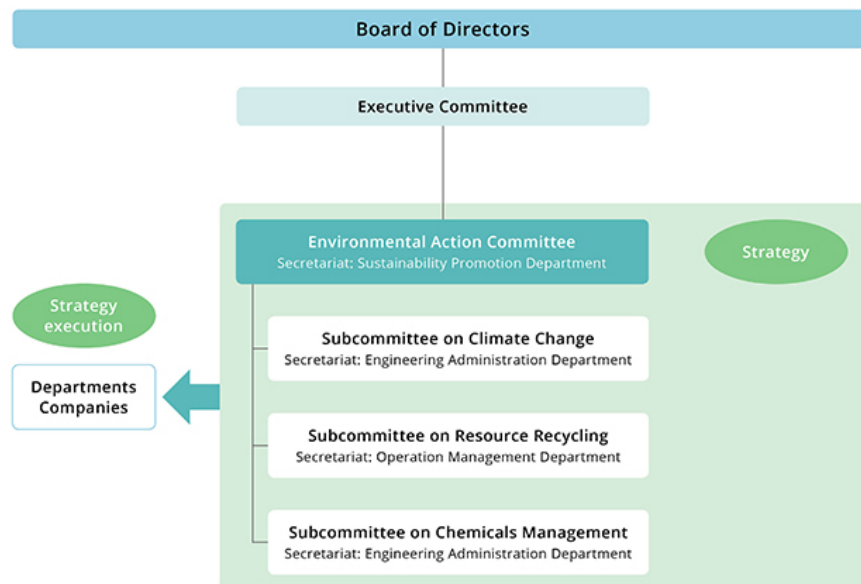 Board of Directors
Executive Committee
Environmental Action Committee
Secretariat: Sustainability Promotion Department
Strategy
Strategy
execution
Departments
Companies
Subcommittee on Climate Change
Secretariat: Engineering Administration Department
Subcommittee on Resource Recycling
Secretariat: Operation Management Department
Subcommittee on Chemicals Management
Secretariat: Engineering Administration Department